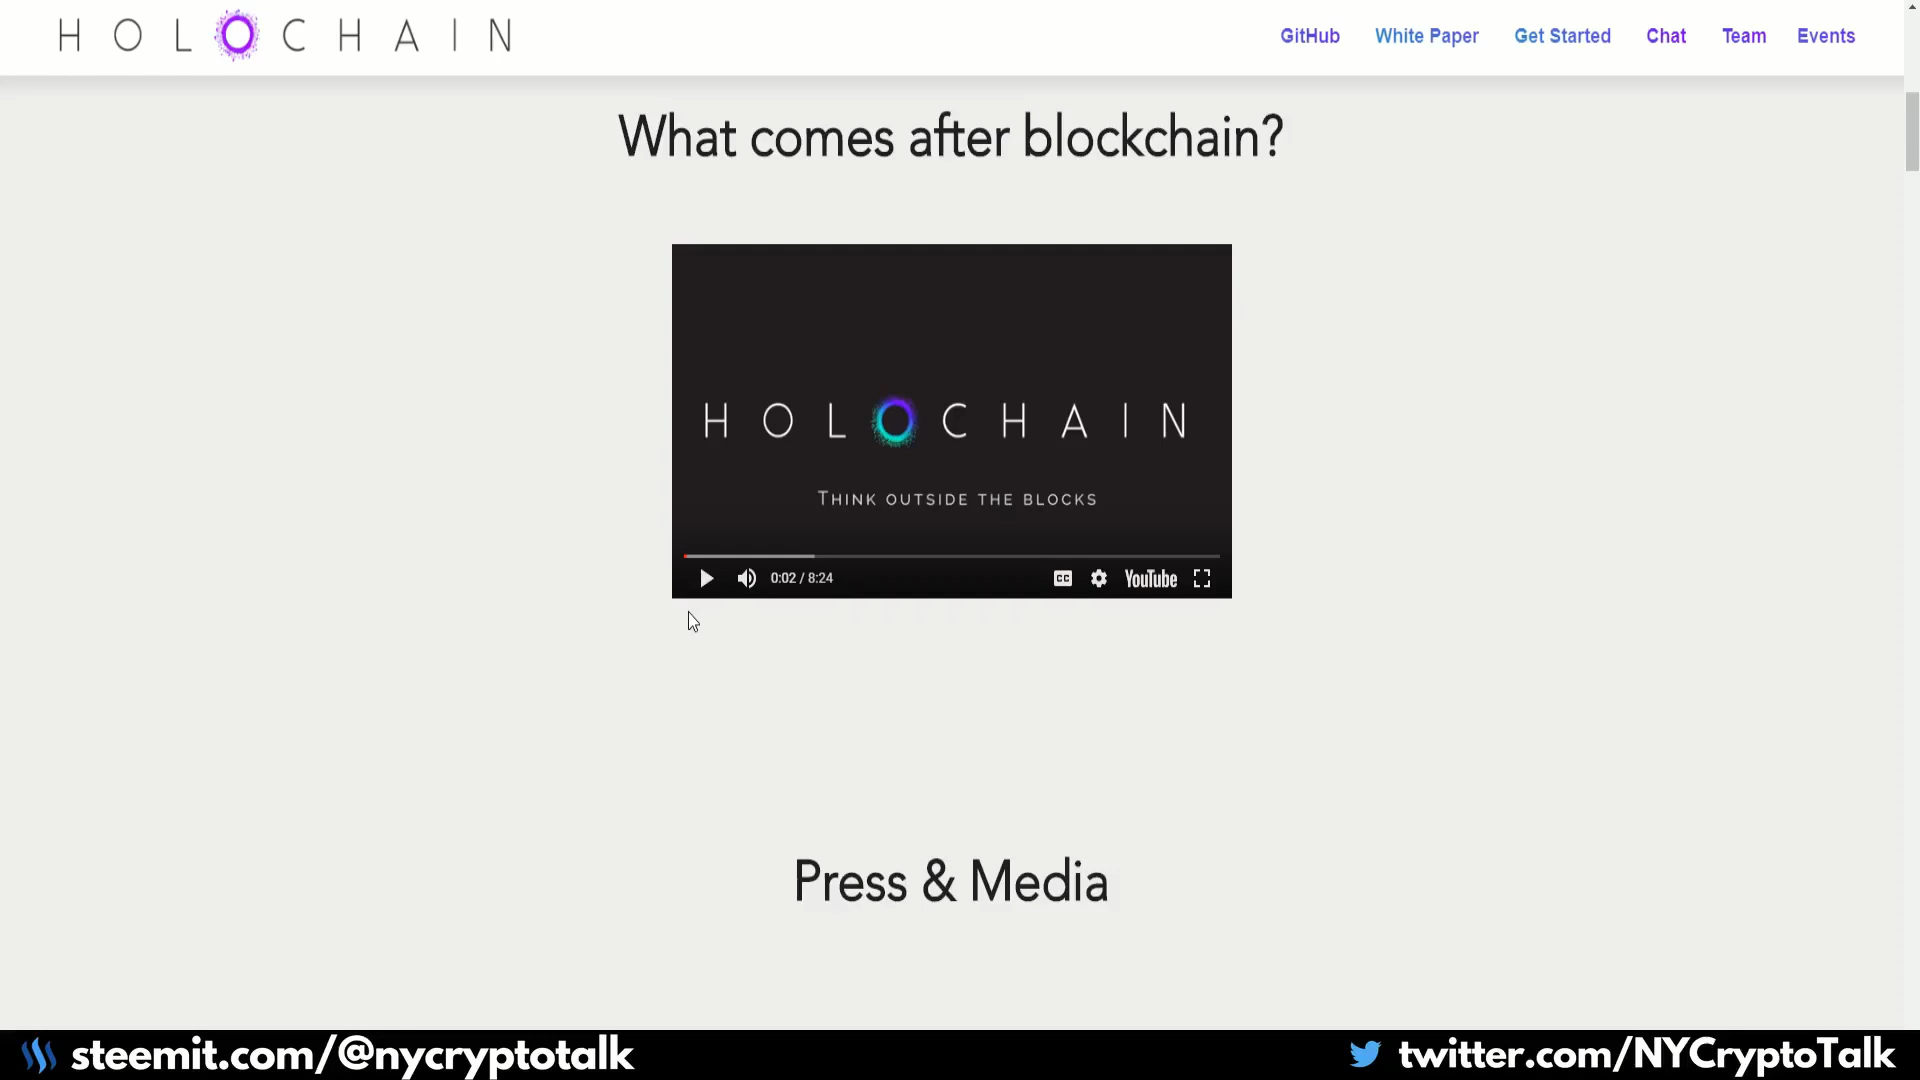 HOLOCHAIN
GitHub White Paper Get Started Chat Team Events
What comes after blockchain?
HOLOCHAIN
THINK OUTSIDE THE BLOCKS
0:02 / 8:24
CC
YouTube
Press & Media
steemit.com/@nycryptotalk
twitter.com/NYCryptoTalk